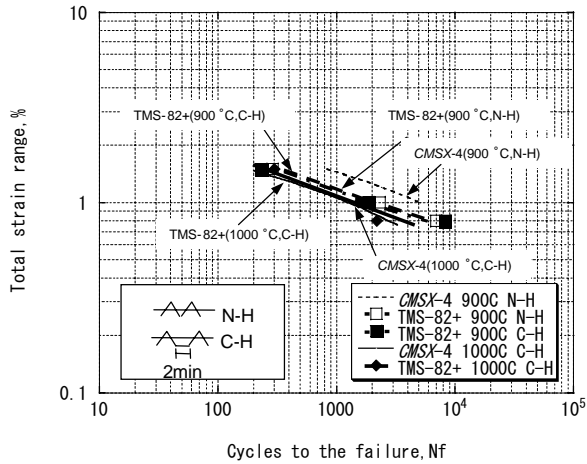 Total strain range,%
10
1
0.1
TMS-82+(900 ˚C,C-H)
TMS-82+(900 ˚C,N-H)
CMSX-4(900 ˚C,N-H)
TMS-82+(1000 ˚C,C-H)
CMSX-4(1000 ˚C,C-H)
N-H
C-H
2min
CMSX-4 900C N-H
TMS-82+ 900C N-H
TMS-82+ 900C C-H
CMSX-4 1000C C-H
TMS-82+ 1000C C-H
10 100 1000 10⁴ 10⁵
Cycles to the failure,Nf